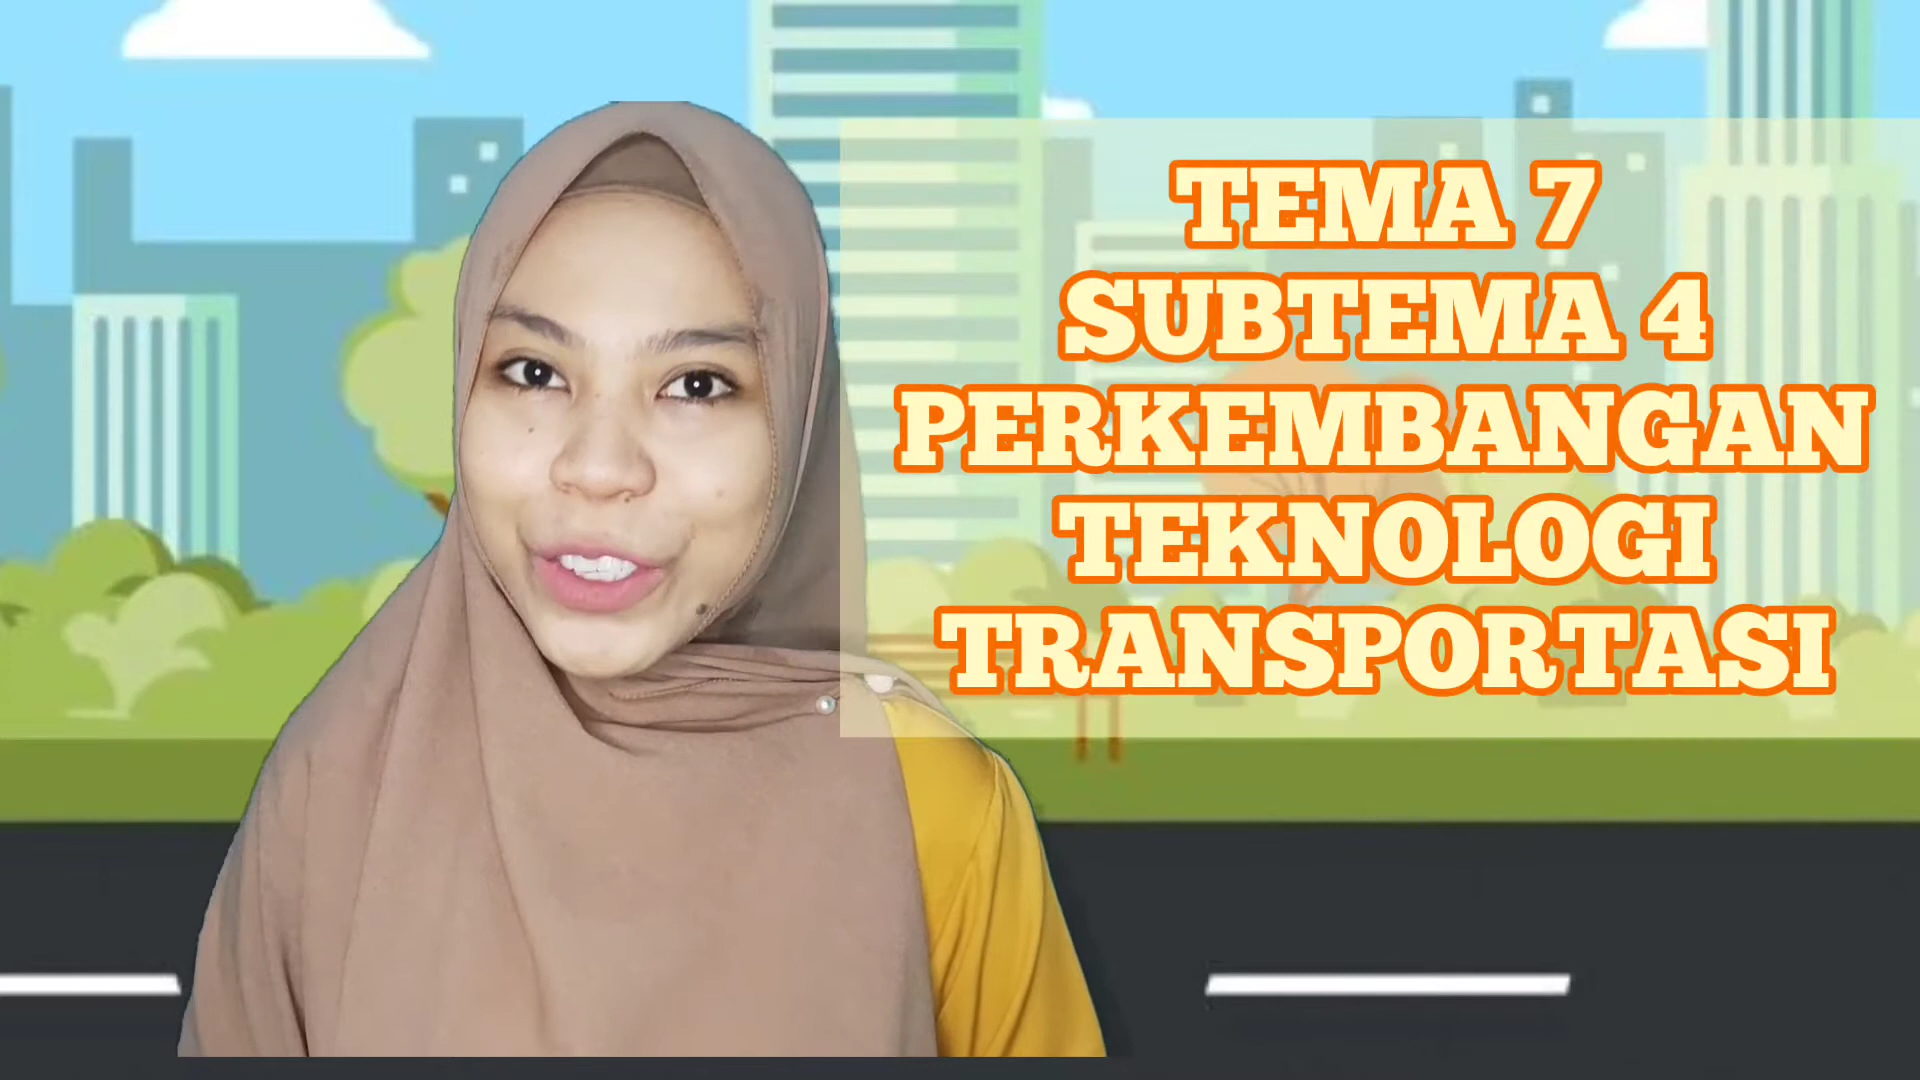 TEMA 7
SUBTEMA 4
PERKEMBANGAN
TEKNOLOGI
TRANSPORTASI